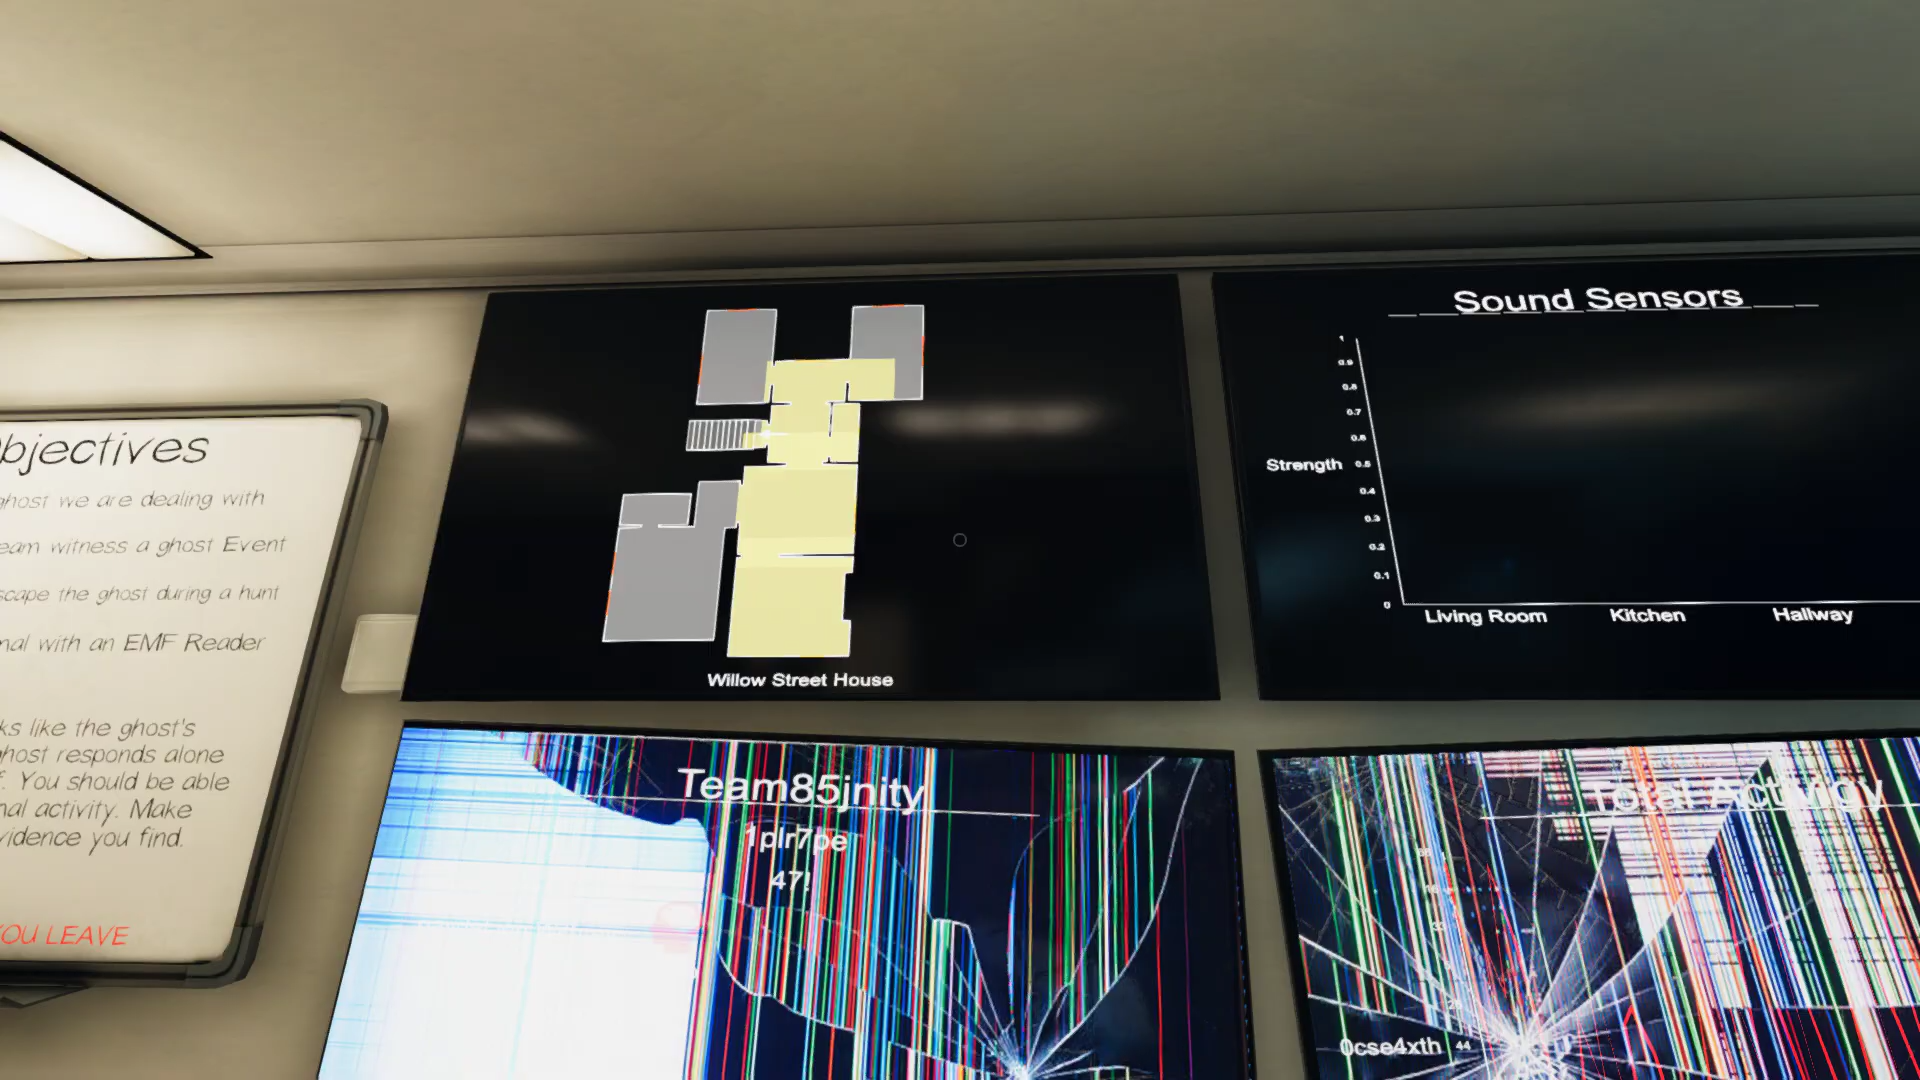 bjectives
ghost we are dealing with
eam witness a ghost Event
scape the ghost during a hunt
nal with an EMF Reader
ks like the ghost's
ghost responds alone
f. You should be able
nal activity. Make
vidence you find.
OU LEAVE
Willow Street House
Sound Sensors
1
0.9
0.8
0.7
0.6
Strength 0.5
0.4
0.3
0.2
0.1
0
Living Room Kitchen Hallway
Team85jnity
1plr7pe
47!
Total Activity
0cse4xth 44